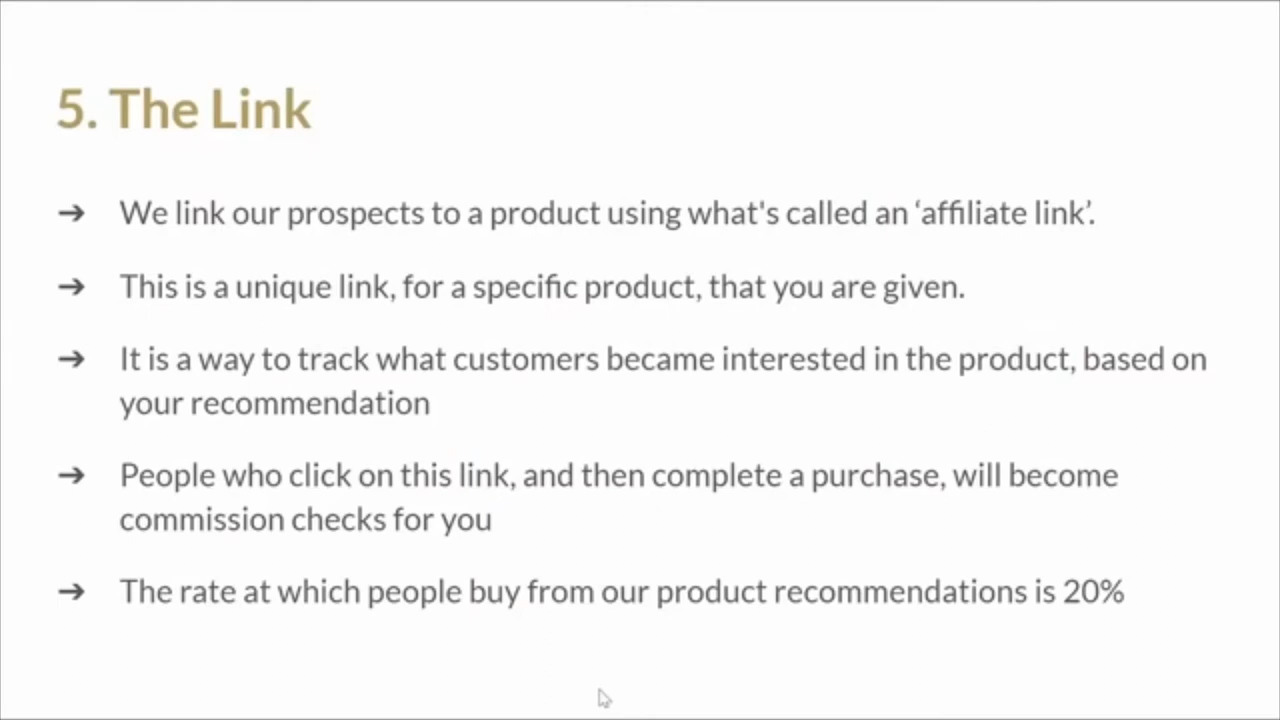 5. The Link
➔ We link our prospects to a product using what's called an ‘affiliate link’.
➔ This is a unique link, for a specific product, that you are given.
➔ It is a way to track what customers became interested in the product, based on
your recommendation
➔ People who click on this link, and then complete a purchase, will become
commission checks for you
➔ The rate at which people buy from our product recommendations is 20%